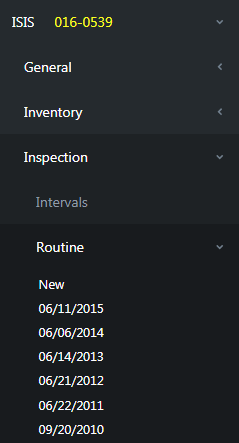 ISIS 016-0539
General
Inventory
Inspection
Intervals
Routine
New
06/11/2015
06/06/2014
06/14/2013
06/21/2012
06/22/2011
09/20/2010